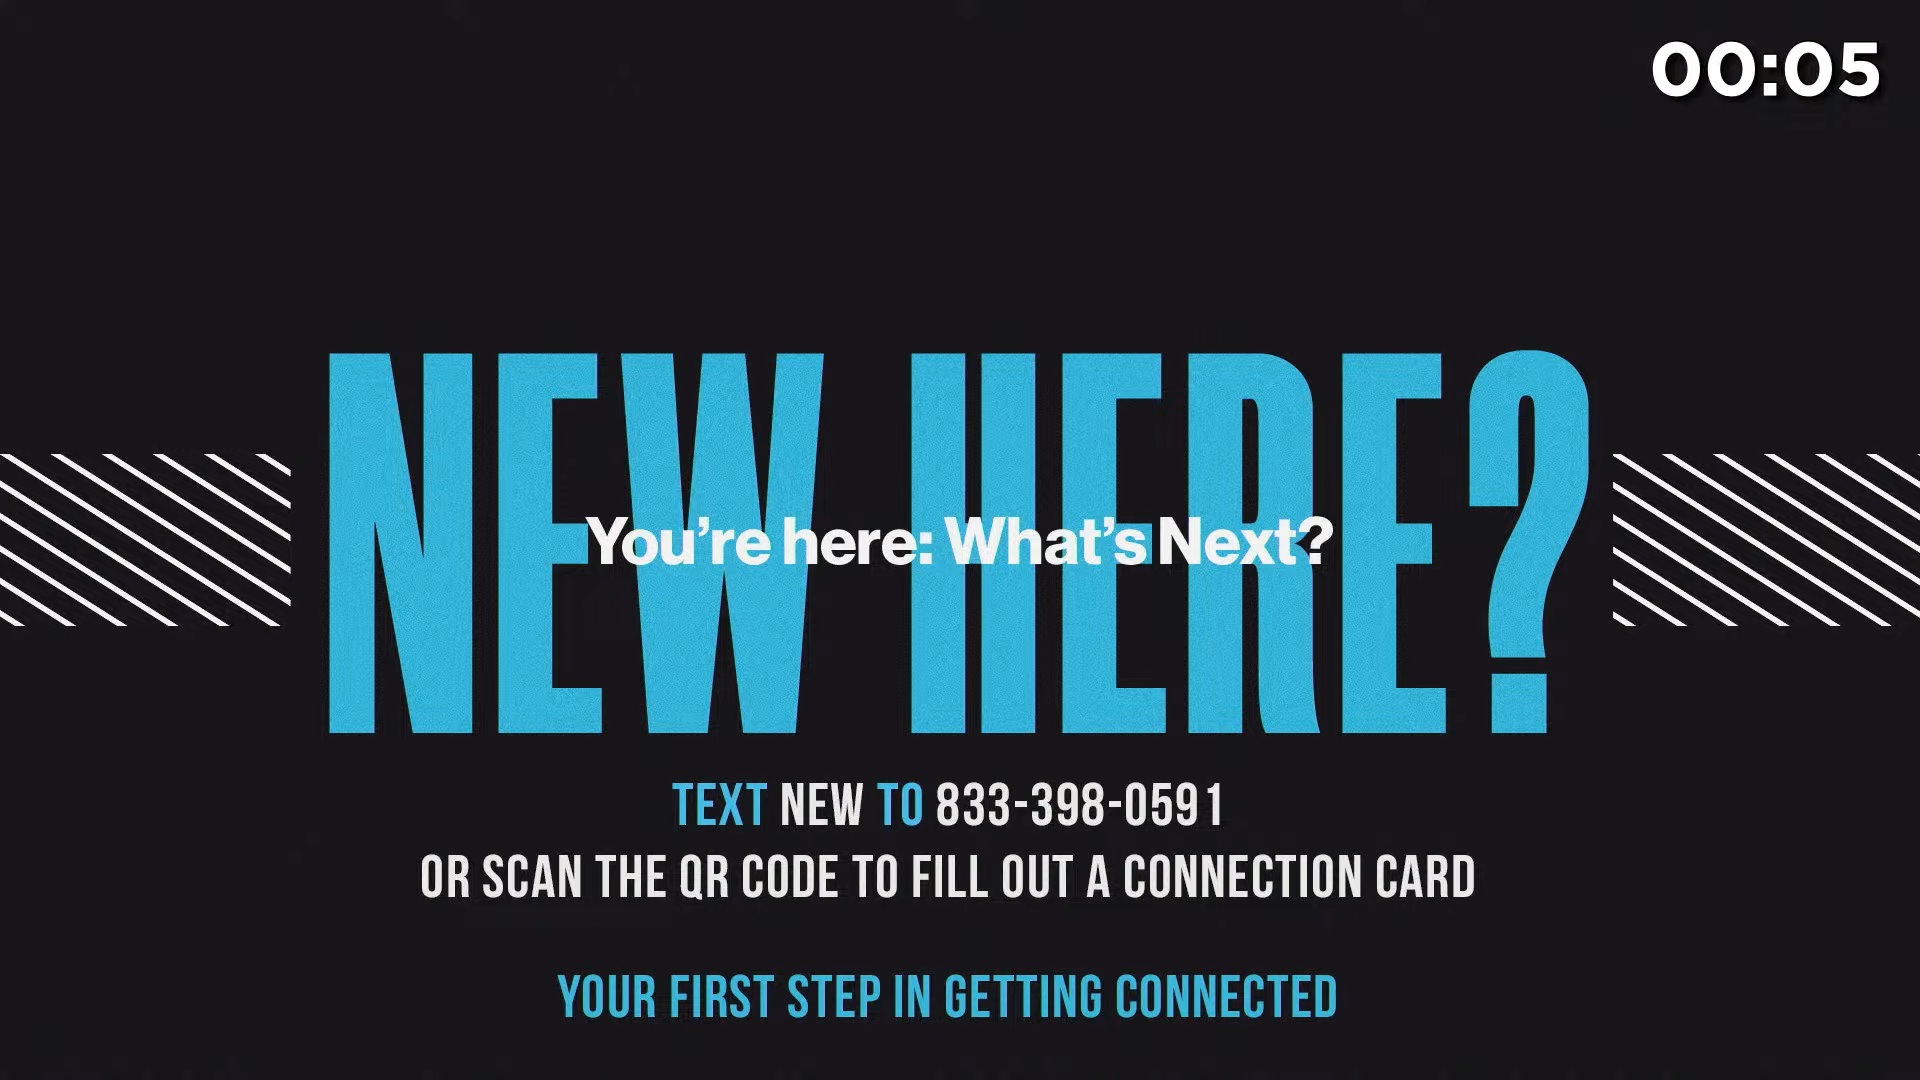 00:05
NEW HERE?
You’re here: What’s Next?
TEXT NEW TO 833-398-0591
OR SCAN THE QR CODE TO FILL OUT A CONNECTION CARD
YOUR FIRST STEP IN GETTING CONNECTED